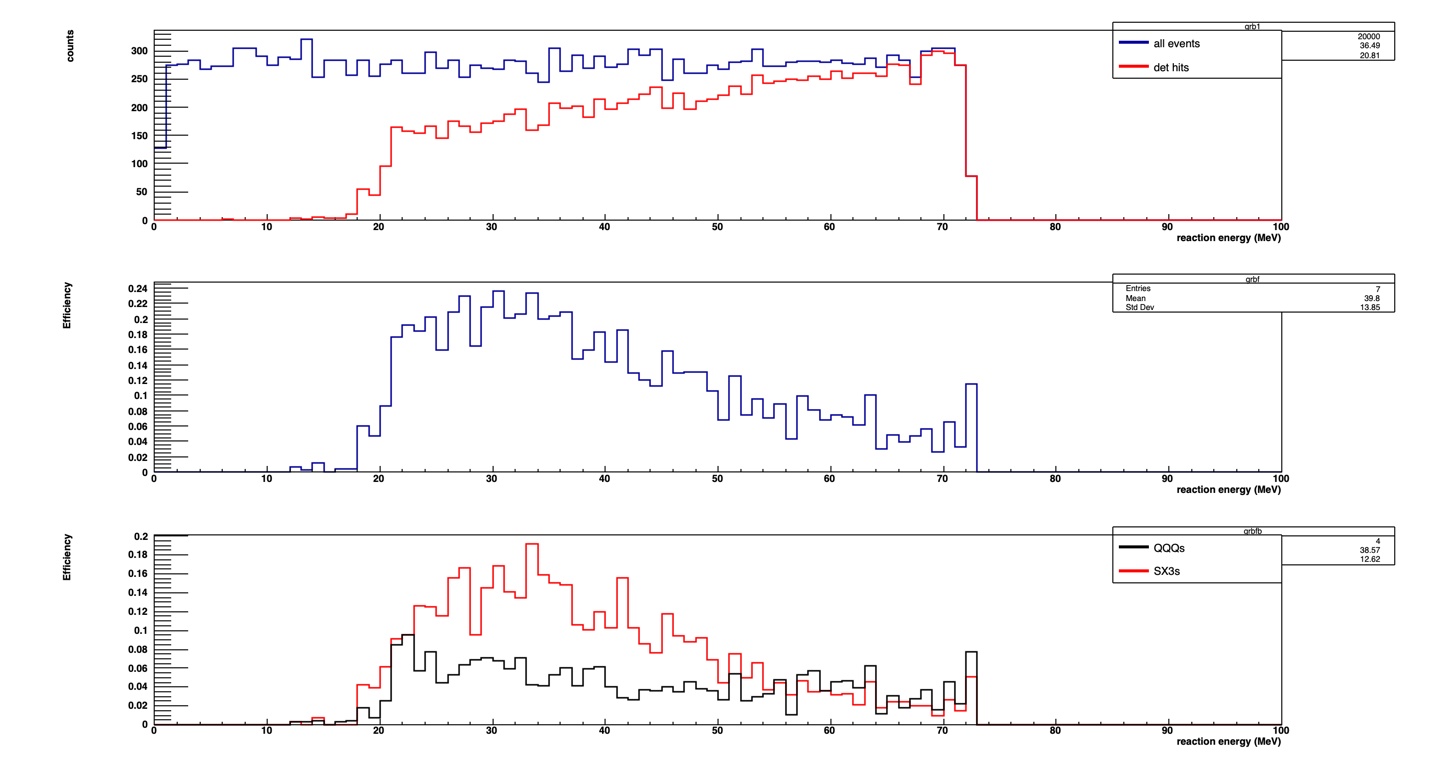 counts
300
250
200
150
100
50
0
0 10 20 30 40 50 60 70 80 90 100
reaction energy (MeV)
qrb1
20000
36.49
20.81
all events
det hits
Efficiency
0.24
0.22
0.2
0.18
0.16
0.14
0.12
0.1
0.08
0.06
0.04
0.02
0
0 10 20 30 40 50 60 70 80 90 100
reaction energy (MeV)
qrbf
Entries 7
Mean 39.8
Std Dev 13.85
Efficiency
0.2
0.18
0.16
0.14
0.12
0.1
0.08
0.06
0.04
0.02
0
0 10 20 30 40 50 60 70 80 90 100
reaction energy (MeV)
qrbfb
4
38.57
12.62
QQQs
SX3s